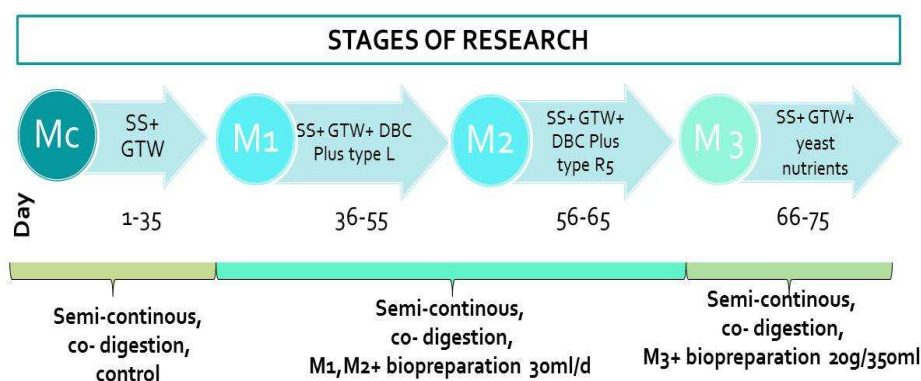 STAGES OF RESEARCH
Mc
SS+
GTW
M1
SS+ GTW+ DBC
Plus type L
M2
SS+ GTW+
DBC Plus
type R5
M 3
SS+ GTW+
yeast
nutrients
Day
1-35
36-55
56-65
66-75
Semi-continous,
co- digestion,
control
Semi-continous,
co- digestion,
M1,M2+ biopreparation 30ml/d
Semi-continous,
co- digestion,
M3+ biopreparation 20g/35oml